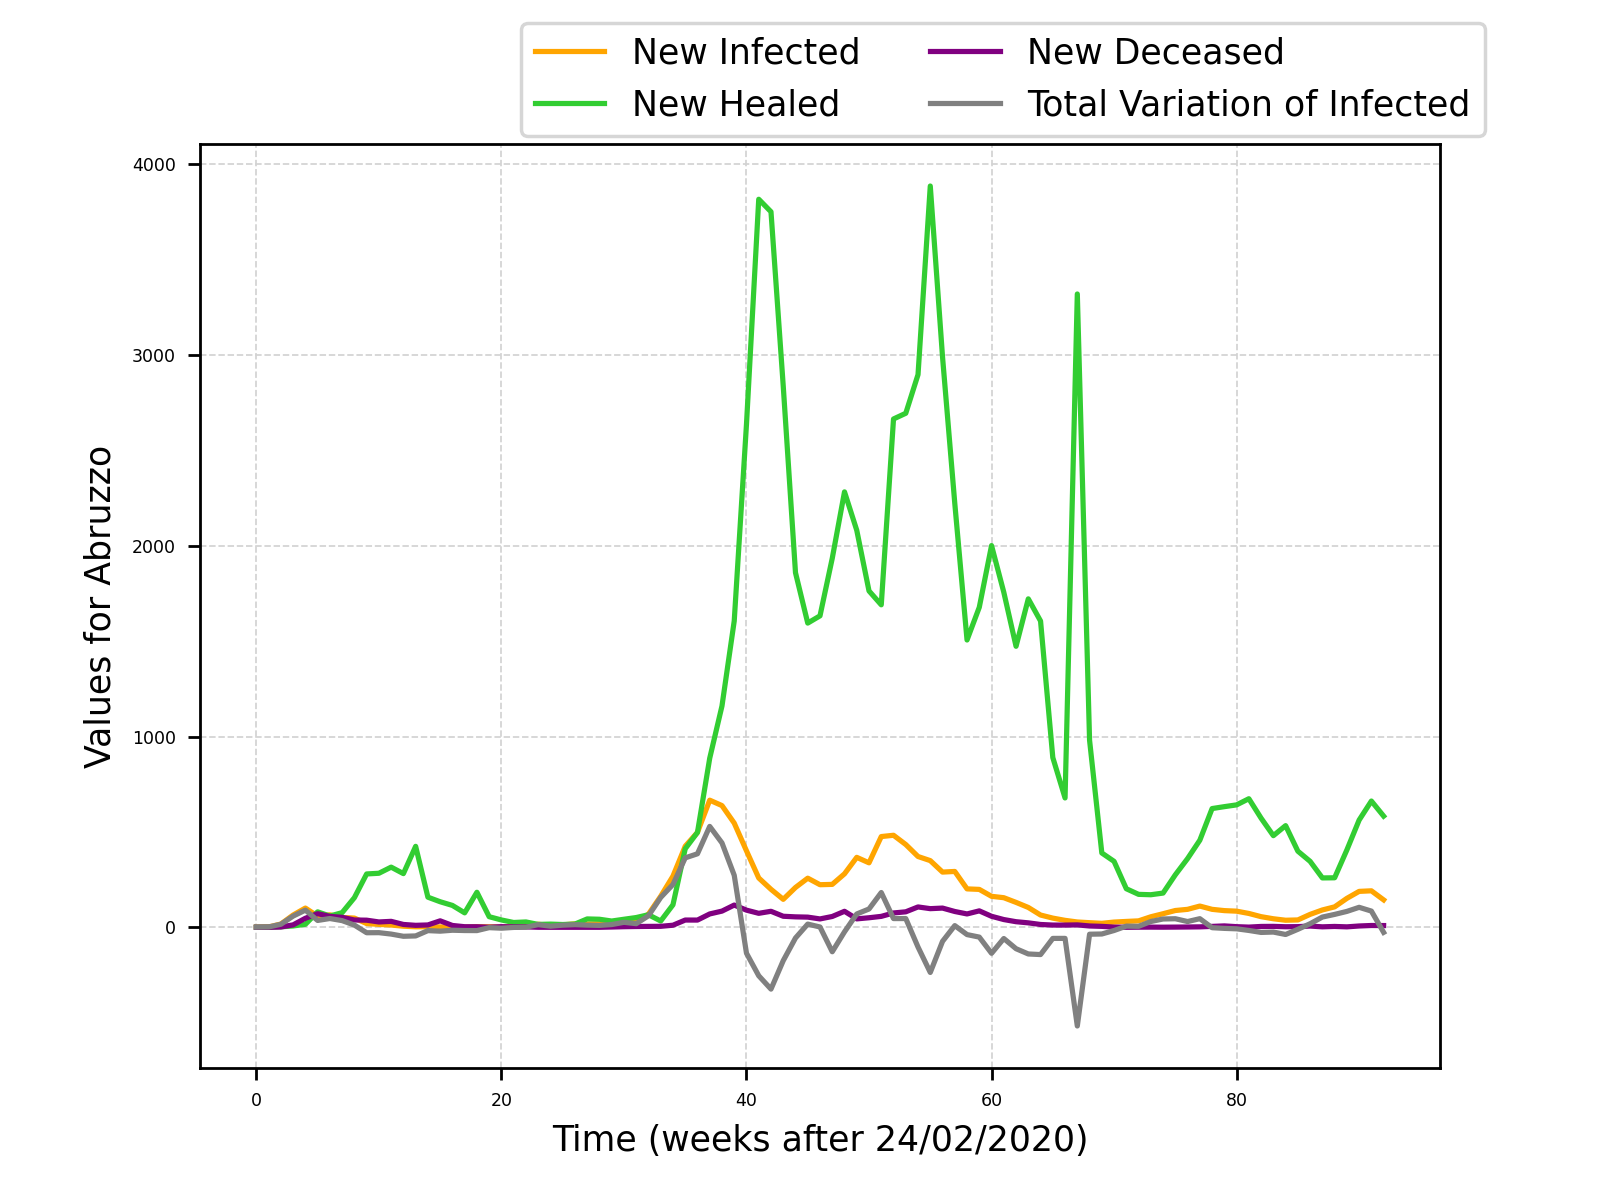 New Infected
New Healed
New Deceased
Total Variation of Infected
4000
3000
2000
1000
0
Values for Abruzzo
0 20 40 60 80
Time (weeks after 24/02/2020)